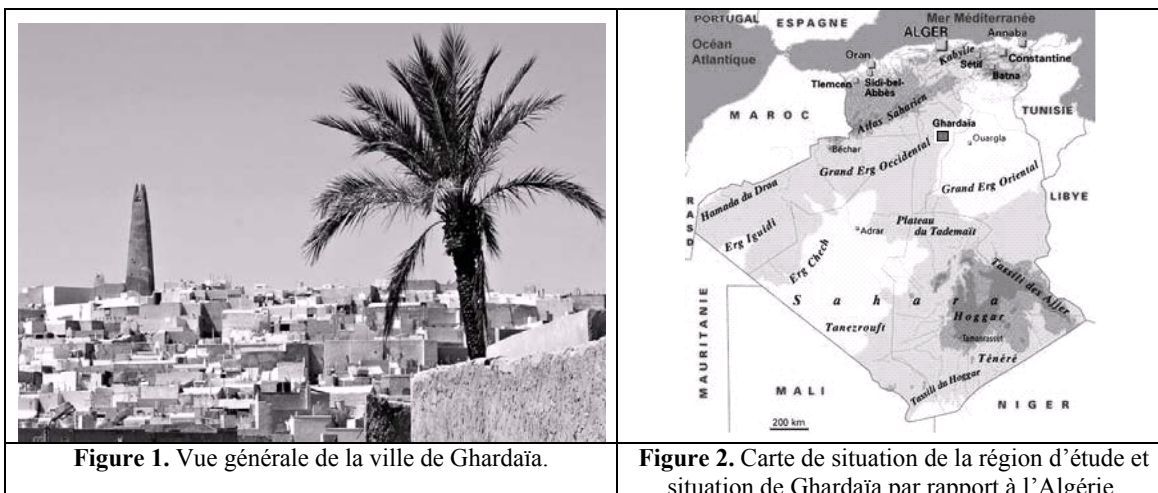 PORTUGAL
ESPAGNE
Mer Méditerranée
ALGER
Annaba
Océan
Atlantique
Oran
Kabylie
Sétif
Constantine
Tlemcen
Sidi-bel-
Abbès
Batna
TUNISIE
MAROC
Atlas Saharien
Ghardaïa
Ouargla
Béchar
Grand Erg Occidental
Grand Erg Oriental
LIBYE
Hamada du Draa
RASD
Erg Iguidi
Erg Chech
Adrar
Plateau
du Tademaït
Tassili des Ajjer
Sahara
Hoggar
Tanezrouft
Tamanrasset
Ténéré
MAURITANIE
MALI
Tassili du Hoggar
NIGER
200 km
Figure 1. Vue générale de la ville de Ghardaïa.
Figure 2. Carte de situation de la région d’étude et
situation de Ghardaïa par rapport à l’Algérie